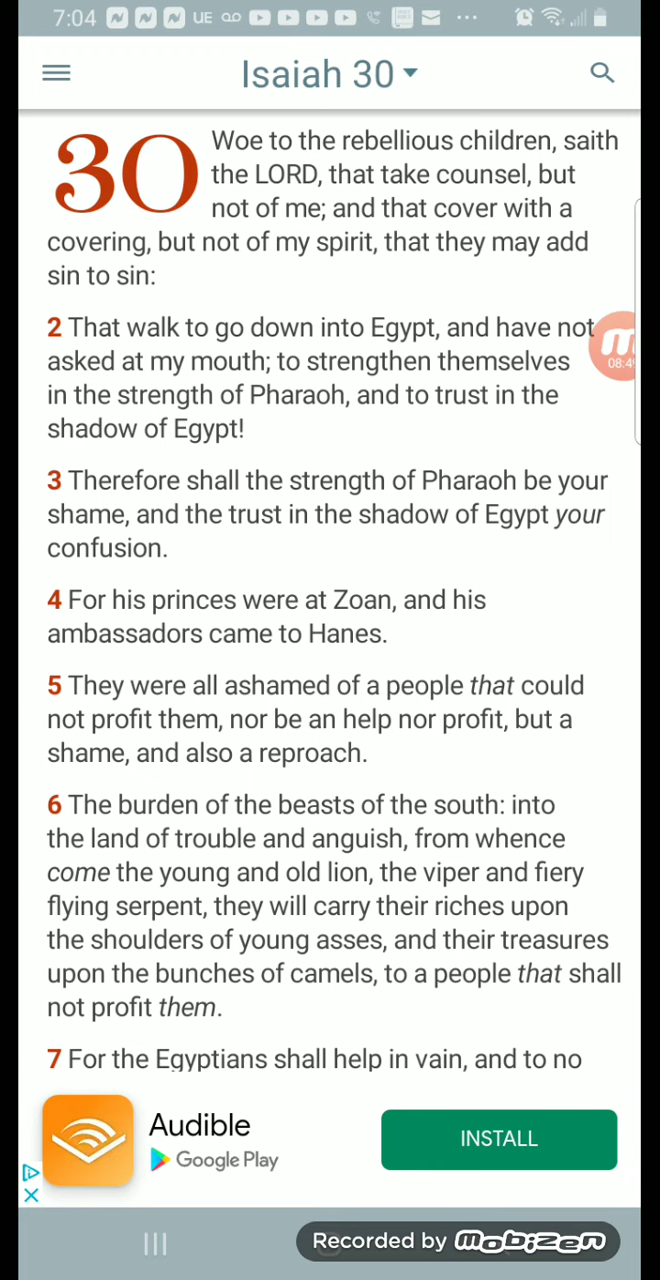 7:04 UE
Isaiah 30
30 Woe to the rebellious children, saith
the LORD, that take counsel, but
not of me; and that cover with a
covering, but not of my spirit, that they may add
sin to sin:
2 That walk to go down into Egypt, and have not
asked at my mouth; to strengthen themselves
in the strength of Pharaoh, and to trust in the
shadow of Egypt!
08:49
3 Therefore shall the strength of Pharaoh be your
shame, and the trust in the shadow of Egypt your
confusion.
4 For his princes were at Zoan, and his
ambassadors came to Hanes.
5 They were all ashamed of a people that could
not profit them, nor be an help nor profit, but a
shame, and also a reproach.
6 The burden of the beasts of the south: into
the land of trouble and anguish, from whence
come the young and old lion, the viper and fiery
flying serpent, they will carry their riches upon
the shoulders of young asses, and their treasures
upon the bunches of camels, to a people that shall
not profit them.
7 For the Egyptians shall help in vain, and to no
Audible
Google Play
INSTALL
Recorded by mobizen